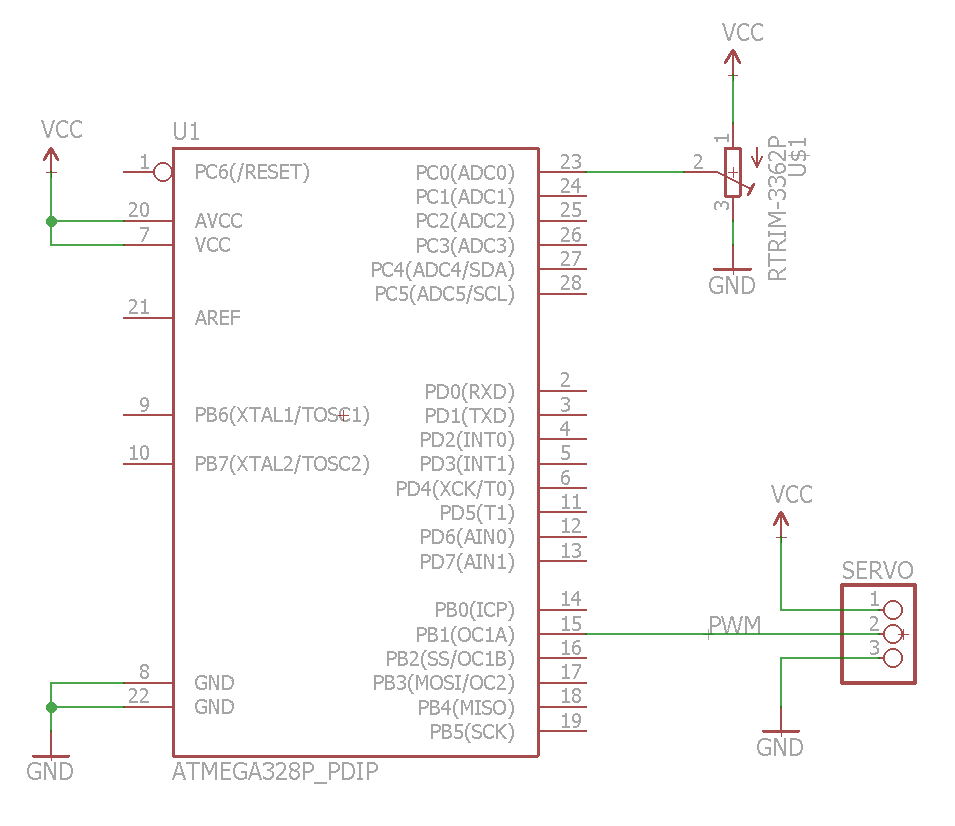 VCC
VCC
U1
1 PC6(/RESET)
20 AVCC
7 VCC
21 AREF
9 PB6(XTAL1/TOSC1)
10 PB7(XTAL2/TOSC2)
8 GND
22 GND
GND
PC0(ADC0) 23
PC1(ADC1) 24
PC2(ADC2) 25
PC3(ADC3) 26
PC4(ADC4/SDA) 27
PC5(ADC5/SCL) 28
PD0(RXD) 2
PD1(TXD) 3
PD2(INT0) 4
PD3(INT1) 5
PD4(XCK/T0) 6
PD5(T1) 11
PD6(AIN0) 12
PD7(AIN1) 13
PB0(ICP) 14
PB1(OC1A) 15
PB2(SS/OC1B) 16
PB3(MOSI/OC2) 17
PB4(MISO) 18
PB5(SCK) 19
ATMEGA328P_PDIP
1
2
3
RTRIM-3362P
U$1
GND
VCC
SERVO
1
PWM 2
3
GND